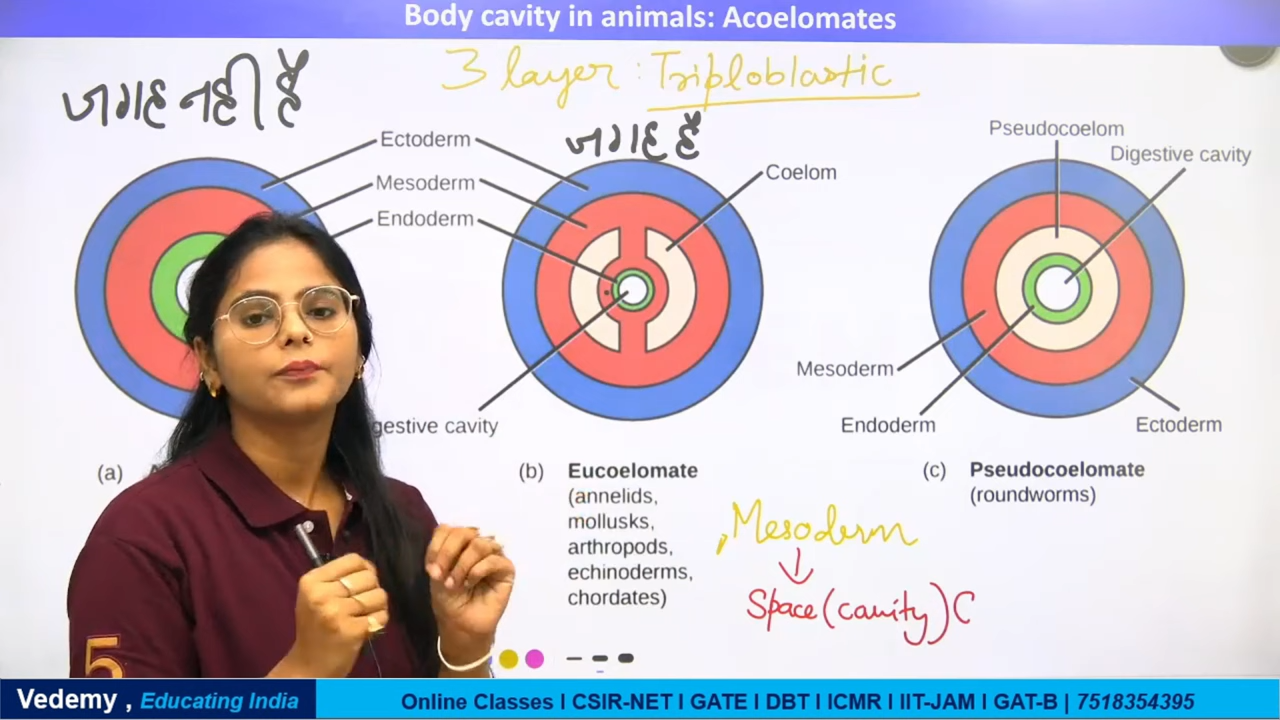 Body cavity in animals: Acoelomates
जगह नहीं है
3 layer : Triploblastic
जगह है
Ectoderm
Mesoderm
Endoderm
Coelom
Pseudocoelom
Digestive cavity
gestive cavity
Mesoderm
Endoderm
Ectoderm
(a)
(b) Eucoelomate
(annelids,
mollusks,
arthropods,
echinoderms,
chordates)
(c) Pseudocoelomate
(roundworms)
, Mesoderm
Space (cavity) C
5
Vedemy , Educating India
Online Classes I CSIR-NET I GATE I DBT I ICMR I IIT-JAM I GAT-B | 7518354395